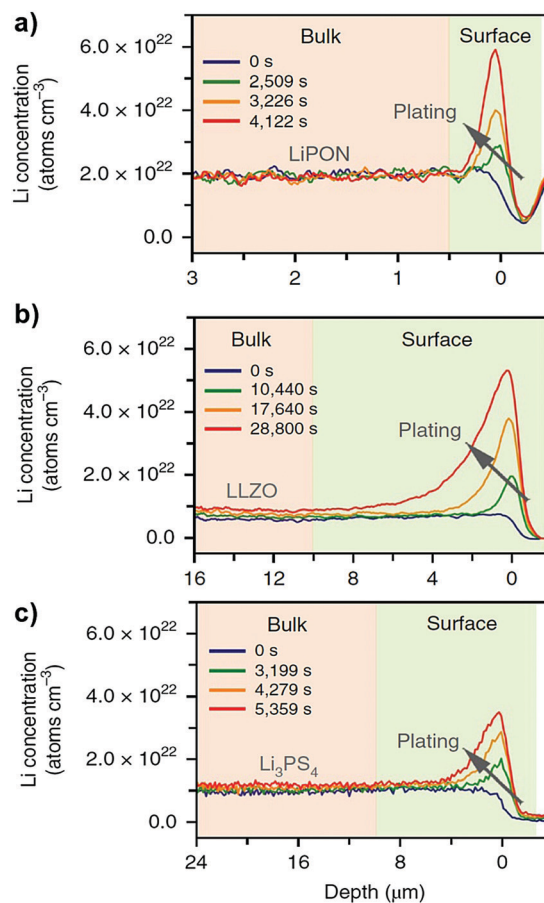 a)
Bulk
Surface
6.0 × 10²²
4.0 × 10²²
2.0 × 10²²
0.0
Li concentration
(atoms cm⁻³)
0 s
2,509 s
3,226 s
4,122 s
Plating
LiPON
3
2
1
0
b)
Bulk
Surface
6.0 × 10²²
4.0 × 10²²
2.0 × 10²²
0.0
Li concentration
(atoms cm⁻³)
0 s
10,440 s
17,640 s
28,800 s
Plating
LLZO
16
12
8
4
0
c)
Bulk
Surface
6.0 × 10²²
4.0 × 10²²
2.0 × 10²²
0.0
Li concentration
(atoms cm⁻³)
0 s
3,199 s
4,279 s
5,359 s
Plating
Li₃PS₄
24
16
8
0
Depth (μm)